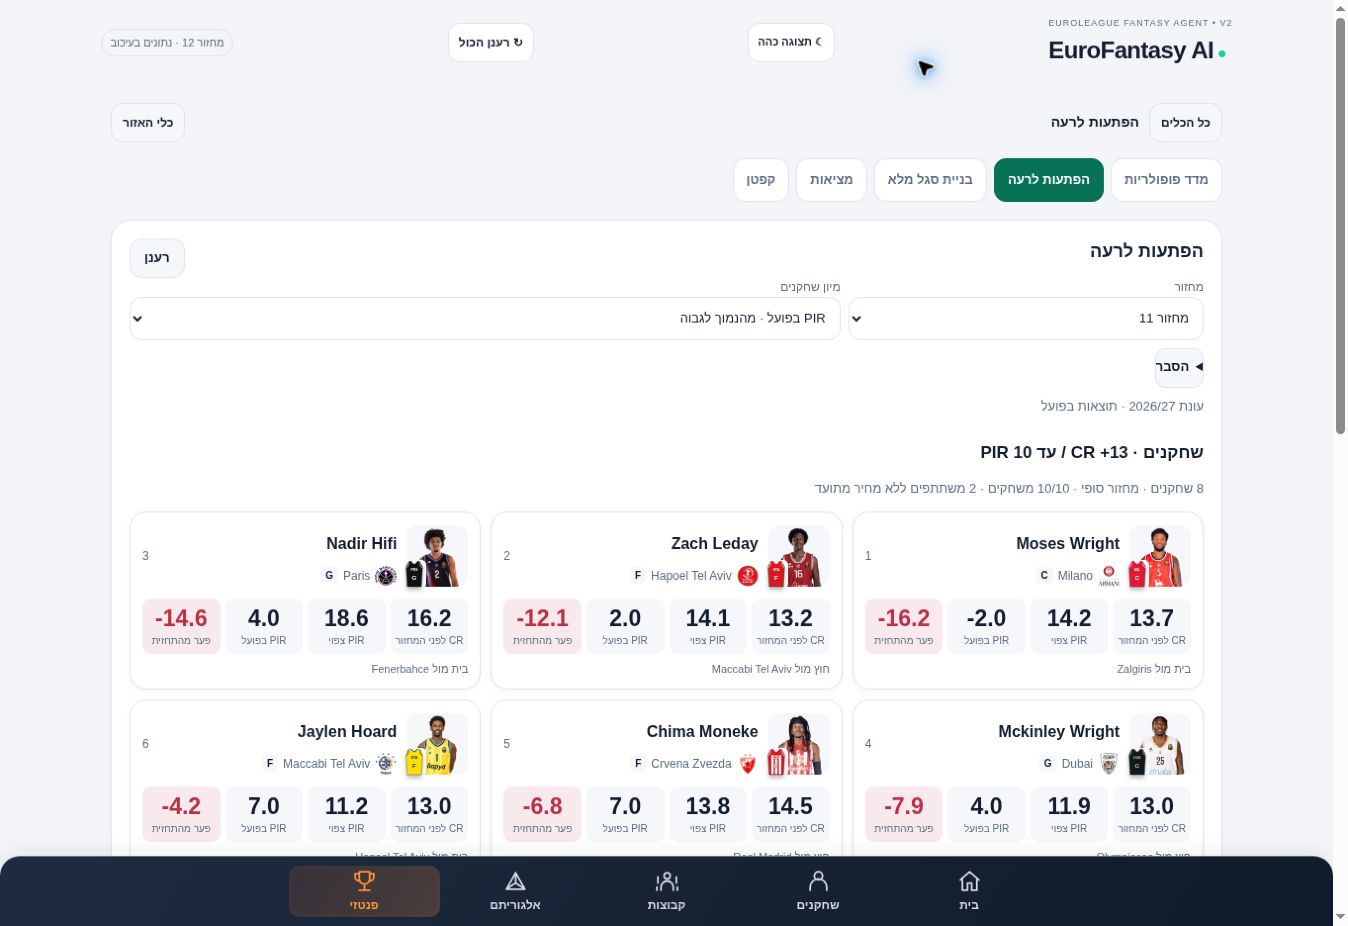 EUROLEAGUE FANTASY AGENT • V2
EuroFantasy AI
☾ תצוגה כהה
↻ רענן הכול
מחזור 12 · נתונים בעיכוב
כל הכלים
הפתעות לרעה
כלי האזור
מדד פופולריות
הפתעות לרעה
בניית סגל מלא
מציאות
קפטן
הפתעות לרעה
רענן
מחזור
מיון שחקנים
מחזור 11
PIR בפועל · מהנמוך לגבוה
הסבר
עונת 2026/27 · תוצאות בפועל
שחקנים · CR +13 / עד 10 PIR
8 שחקנים · מחזור סופי · 10/10 משחקים · 2 משתתפים ללא מחיר מתועד
Moses Wright
1
Milano C
13.7 14.2 -2.0 -16.2
CR לפני המחזור PIR צפוי PIR בפועל פער מהתחזית
בית מול Zalgiris
Zach Leday
2
Hapoel Tel Aviv F
13.2 14.1 2.0 -12.1
CR לפני המחזור PIR צפוי PIR בפועל פער מהתחזית
חוץ מול Maccabi Tel Aviv
Nadir Hifi
3
Paris G
16.2 18.6 4.0 -14.6
CR לפני המחזור PIR צפוי PIR בפועל פער מהתחזית
בית מול Fenerbahce
Mckinley Wright
4
Dubai G
13.0 11.9 4.0 -7.9
CR לפני המחזור PIR צפוי PIR בפועל פער מהתחזית
Chima Moneke
5
Crvena Zvezda F
14.5 13.8 7.0 -6.8
CR לפני המחזור PIR צפוי PIR בפועל פער מהתחזית
Jaylen Hoard
6
Maccabi Tel Aviv F
13.0 11.2 7.0 -4.2
CR לפני המחזור PIR צפוי PIR בפועל פער מהתחזית
בית
שחקנים
קבוצות
אלגוריתם
פנטזי